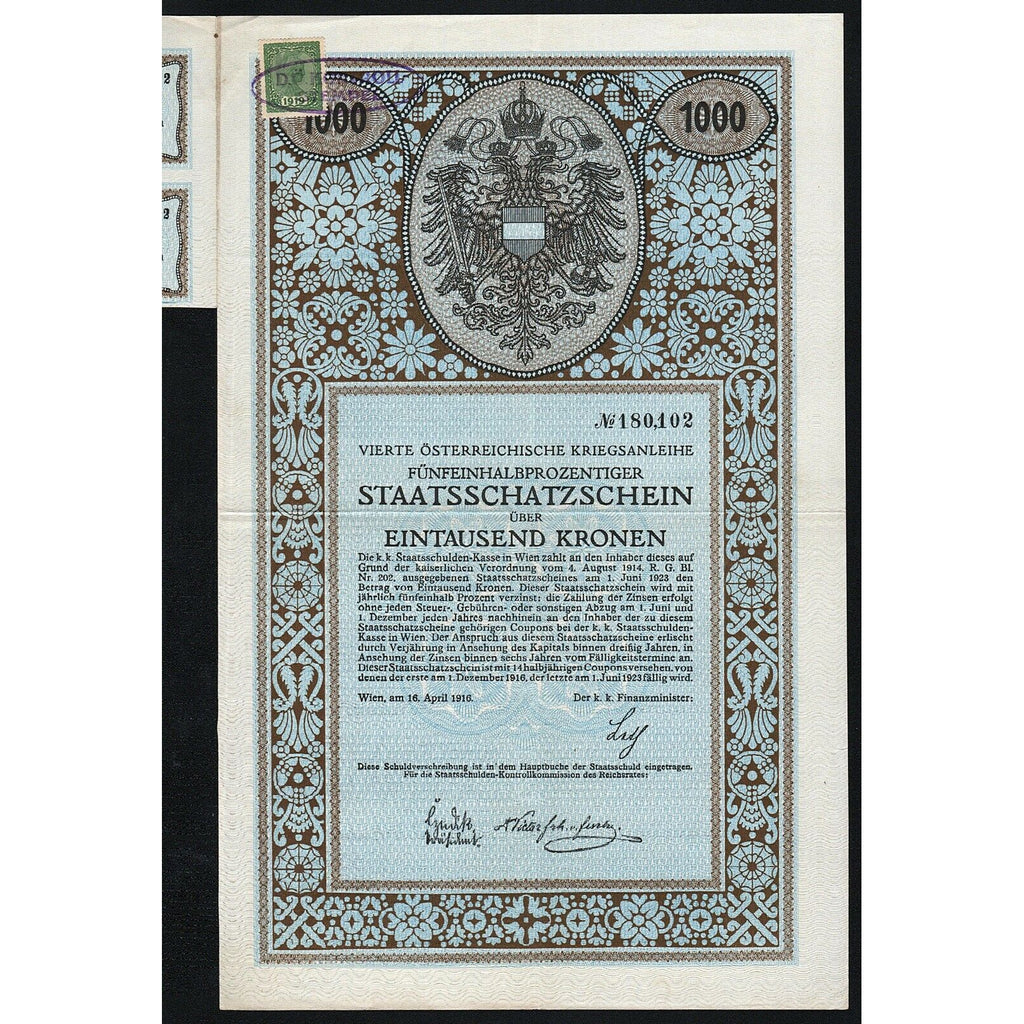 2
2
1919
1000
1000
№ 180,102
VIERTE ÖSTERREICHISCHE KRIEGSANLEIHE
FÜNFEINHALBPROZENTIGER
STAATSSCHATZSCHEIN
ÜBER
EINTAUSEND KRONEN
Die k. k. Staatsschulden-Kasse in Wien zahlt an den Inhaber dieses auf
Grund der kaiserlichen Verordnung vom 4. August 1914, R. G. Bl.
Nr. 202, ausgegebenen Staatsschatzscheines am 1. Juni 1923 den
Betrag von Eintausend Kronen. Dieser Staatsschatzschein wird mit
jährlich fünfeinhalb Prozent verzinst; die Zahlung der Zinsen erfolgt
ohne jeden Steuer-, Gebühren- oder sonstigen Abzug am 1. Juni und
1. Dezember jeden Jahres nachhinein an den Inhaber der zu diesem
Staatsschatzscheine gehörigen Coupons bei der k. k. Staatsschulden-
Kasse in Wien. Der Anspruch aus diesem Staatsschatzscheine erlischt
durch Verjährung in Ansehung des Kapitals binnen dreißig Jahren, in
Ansehung der Zinsen binnen sechs Jahren vom Fälligkeitstermine an.
Dieser Staatsschatzschein ist mit 14 halbjährigen Coupons versehen, von
denen der erste am 1. Dezember 1916, der letzte am 1. Juni 1923 fällig wird.
Wien, am 16. April 1916. Der k. k. Finanzminister:
Diese Schuldverschreibung ist in dem Hauptbuche der Staatsschuld eingetragen.
Für die Staatsschulden-Kontrollkommission des Reichsrates: